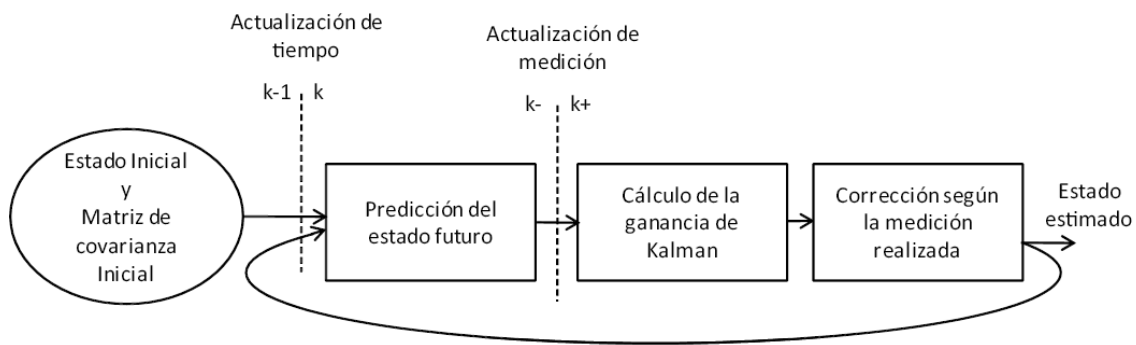 Actualización de
tiempo
k-1 k
Actualización de
medición
k- k+
Estado Inicial
y
Matriz de
covarianza
Inicial
Predicción del
estado futuro
Cálculo de la
ganancia de
Kalman
Corrección según
la medición
realizada
Estado
estimado